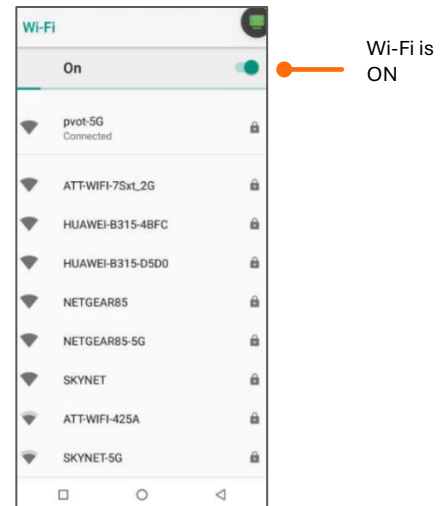 Wi-Fi
On
Wi-Fi is
ON
pvot-5G
Connected
ATT-WIFI-7Sxt_2G
HUAWEI-B315-4BFC
HUAWEI-B315-D5D0
NETGEAR85
NETGEAR85-5G
SKYNET
ATT-WIFI-425A
SKYNET-5G